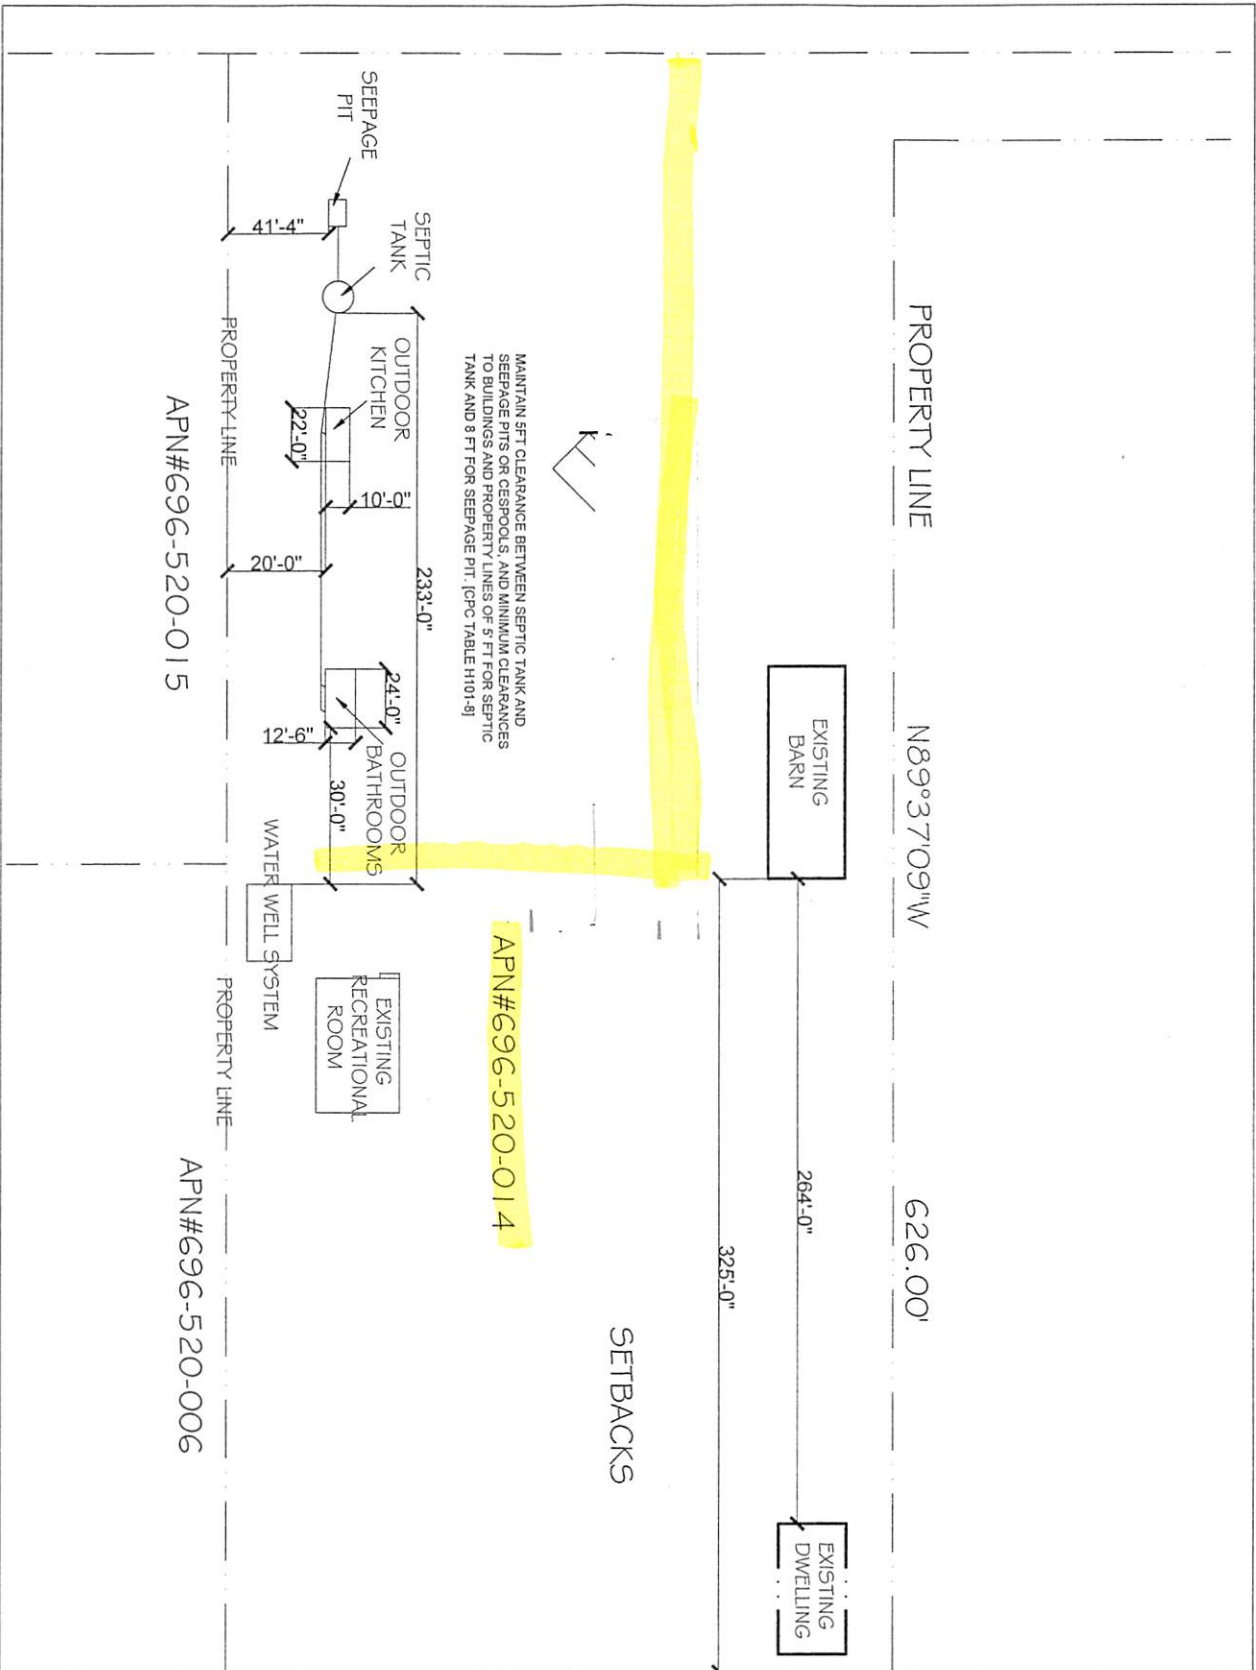 PROPERTY LINE
N89°37'09"W
626.00'
EXISTING
BARN
264'-0"
EXISTING
DWELLING
325'-0"
SETBACKS
MAINTAIN 5FT CLEARANCE BETWEEN SEPTIC TANK AND
SEEPAGE PITS OR CESPOOLS, AND MINIMUM CLEARANCES
TO BUILDINGS AND PROPERTY LINES OF 5' FT FOR SEPTIC
TANK AND 8 FT FOR SEEPAGE PIT. [CPC TABLE H101-8]
APN#696-520-014
SEEPAGE
PIT
SEPTIC
TANK
233'-0"
OUTDOOR
KITCHEN
22'-0"
10'-0"
41'-4"
20'-0"
24'-0"
12'-6"
OUTDOOR
BATHROOMS
30'-0"
EXISTING
RECREATIONAL
ROOM
WATER WELL SYSTEM
PROPERTY LINE
PROPERTY LINE
APN#696-520-015
APN#696-520-006